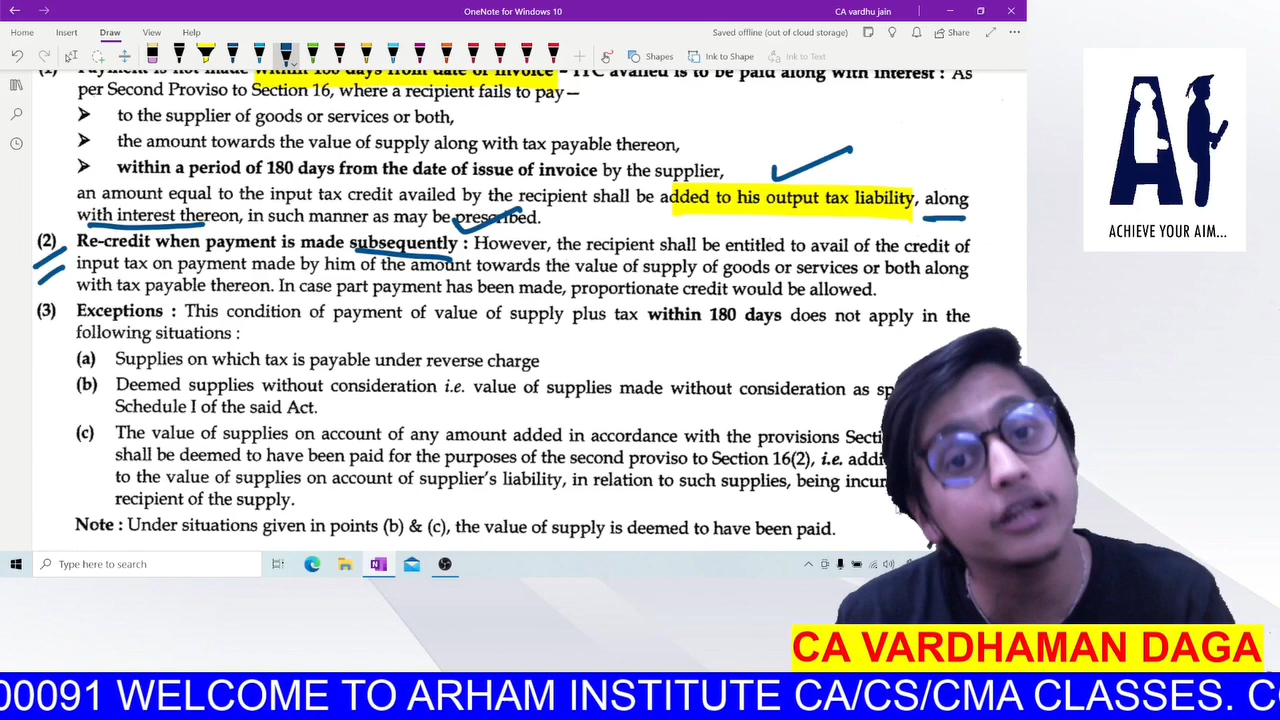 OneNote for Windows 10
CA vardhu jain
Home Insert Draw View Help
Saved offline (out of cloud storage)
Share
Shapes
Ink to Shape
Ink to Text
(1) Payment is not made within 180 days from date of invoice – ITC availed is to be paid along with interest : As
per Second Proviso to Section 16, where a recipient fails to pay –
to the supplier of goods or services or both,
the amount towards the value of supply along with tax payable thereon,
within a period of 180 days from the date of issue of invoice by the supplier,
an amount equal to the input tax credit availed by the recipient shall be added to his output tax liability, along
with interest thereon, in such manner as may be prescribed.
(2) Re-credit when payment is made subsequently : However, the recipient shall be entitled to avail of the credit of
input tax on payment made by him of the amount towards the value of supply of goods or services or both along
with tax payable thereon. In case part payment has been made, proportionate credit would be allowed.
(3) Exceptions : This condition of payment of value of supply plus tax within 180 days does not apply in the
following situations :
(a) Supplies on which tax is payable under reverse charge
(b) Deemed supplies without consideration i.e. value of supplies made without consideration as sp
Schedule I of the said Act.
(c) The value of supplies on account of any amount added in accordance with the provisions Secti
shall be deemed to have been paid for the purposes of the second proviso to Section 16(2), i.e. addi
to the value of supplies on account of supplier's liability, in relation to such supplies, being incur
recipient of the supply.
Note : Under situations given in points (b) & (c), the value of supply is deemed to have been paid.
Type here to search
ACHIEVE YOUR AIM...
CA VARDHAMAN DAGA
00091 WELCOME TO ARHAM INSTITUTE CA/CS/CMA CLASSES. C